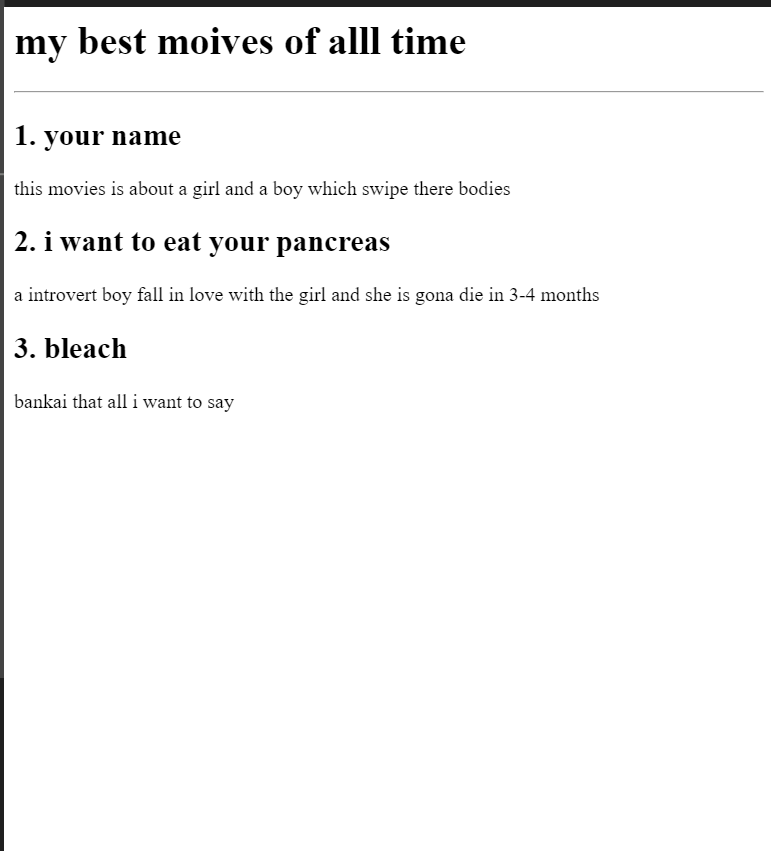 my best moives of alll time
1. your name
this movies is about a girl and a boy which swipe there bodies
2. i want to eat your pancreas
a introvert boy fall in love with the girl and she is gona die in 3-4 months
3. bleach
bankai that all i want to say